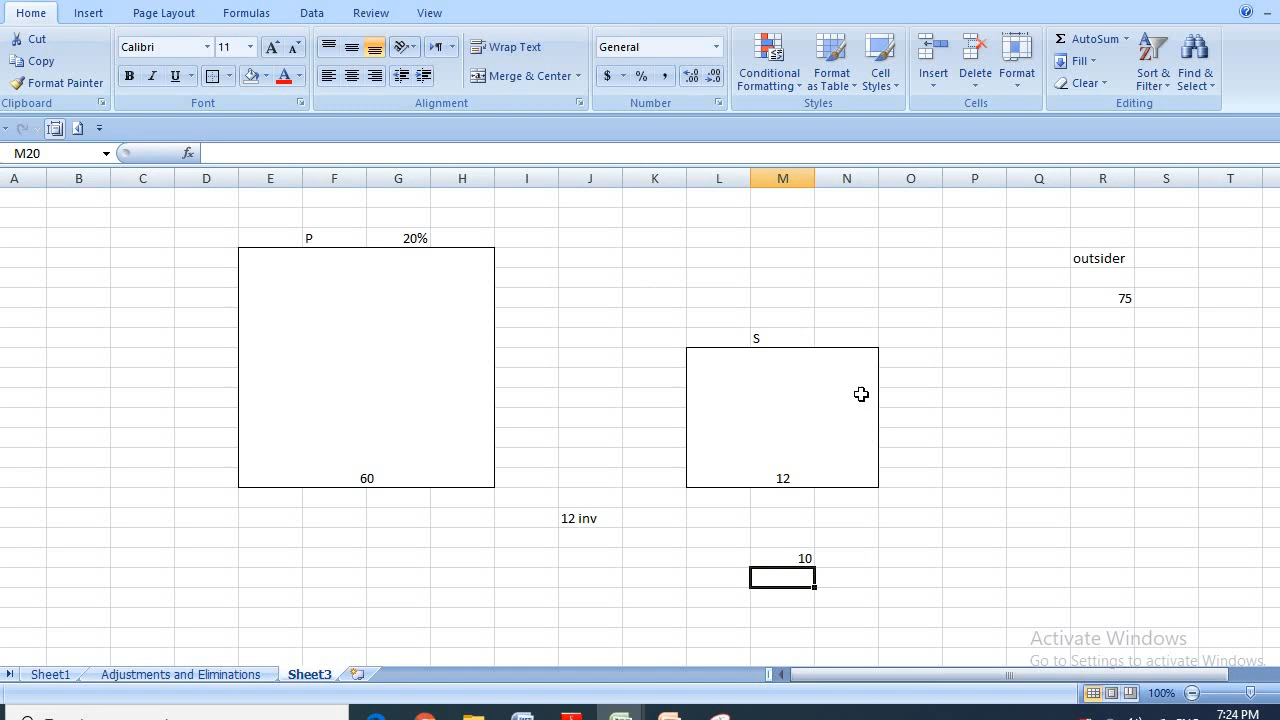 Home Insert Page Layout Formulas Data Review View
Cut
Copy
Format Painter
Clipboard
Calibri 11
B I U
Font
Wrap Text
Merge & Center
Alignment
General
$ % ,
Number
Conditional Formatting
Format as Table
Cell Styles
Styles
Insert Delete Format
Cells
AutoSum
Fill
Clear
Sort & Filter
Find & Select
Editing
M20 fx
A B C D E F G H I J K L M N O P Q R S T
P 20%
outsider
75
S
60 12
12 inv
10
Activate Windows
Go to Settings to activate Windows.
Sheet1 Adjustments and Eliminations Sheet3
100%
7:24 PM